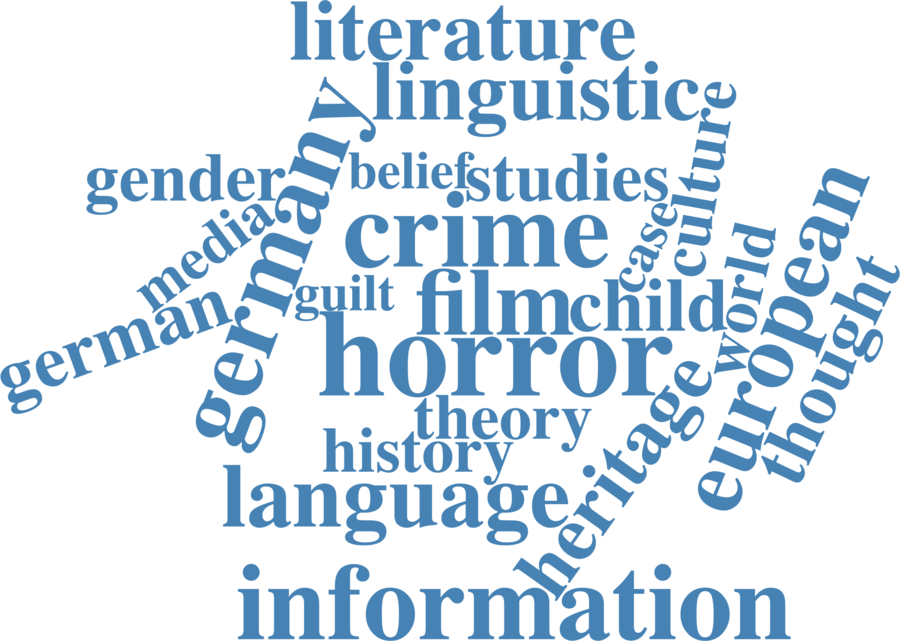 literature
linguistic
culture
germany
gender
belief
studies
media
crime
case
european
world
thought
german
guilt
film
child
horror
heritage
theory
history
language
information